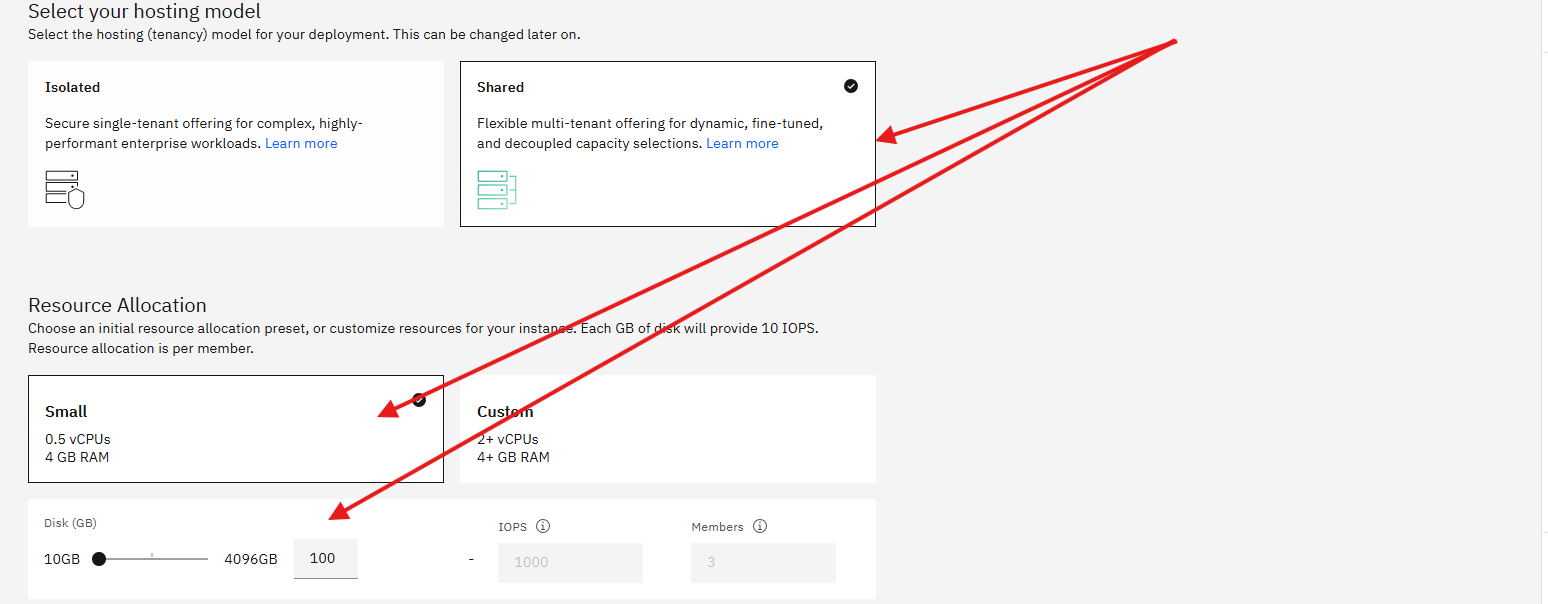 Select your hosting model
Select the hosting (tenancy) model for your deployment. This can be changed later on.
Isolated
Secure single-tenant offering for complex, highly-
performant enterprise workloads. Learn more
Shared
Flexible multi-tenant offering for dynamic, fine-tuned,
and decoupled capacity selections. Learn more
Resource Allocation
Choose an initial resource allocation preset, or customize resources for your instance. Each GB of disk will provide 10 IOPS.
Resource allocation is per member.
Small
0.5 vCPUs
4 GB RAM
Custom
2+ vCPUs
4+ GB RAM
Disk (GB)
10GB
4096GB
100
-
IOPS
1000
Members
3